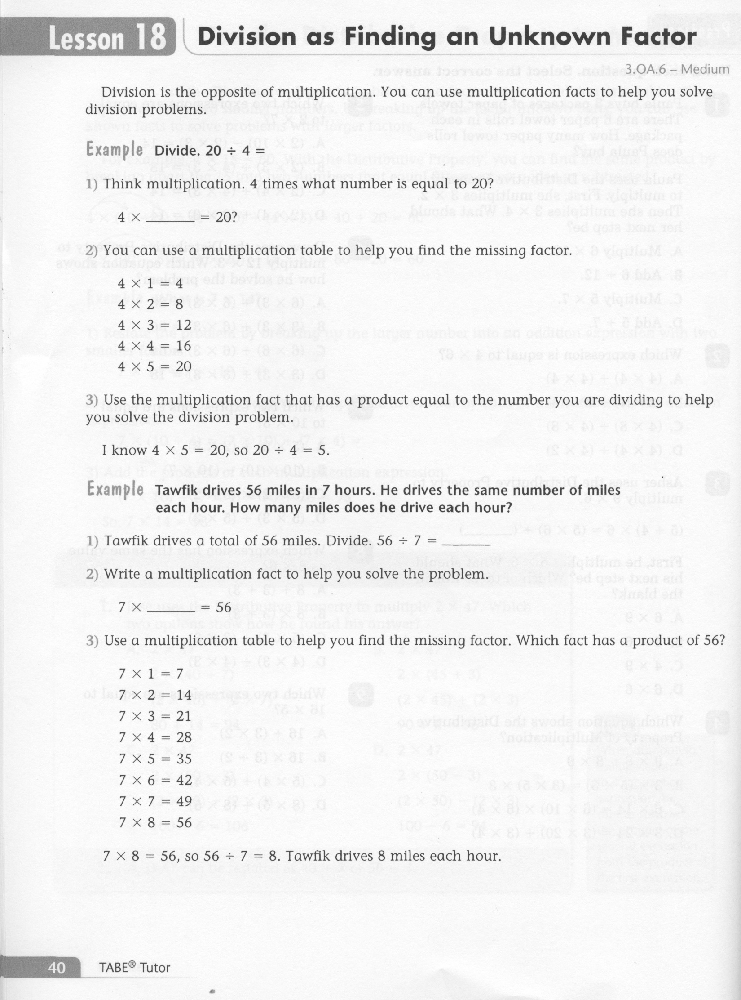 Lesson 18
Division as Finding an Unknown Factor
3.OA.6 – Medium
Division is the opposite of multiplication. You can use multiplication facts to help you solve
division problems.
Example Divide. 20 ÷ 4 =
1) Think multiplication. 4 times what number is equal to 20?
4 × ______ = 20?
2) You can use a multiplication table to help you find the missing factor.
4 × 1 = 4
4 × 2 = 8
4 × 3 = 12
4 × 4 = 16
4 × 5 = 20
3) Use the multiplication fact that has a product equal to the number you are dividing to help
you solve the division problem.
I know 4 × 5 = 20, so 20 ÷ 4 = 5.
Example Tawfik drives 56 miles in 7 hours. He drives the same number of miles
each hour. How many miles does he drive each hour?
1) Tawfik drives a total of 56 miles. Divide. 56 ÷ 7 = ______
2) Write a multiplication fact to help you solve the problem.
7 × ______ = 56
3) Use a multiplication table to help you find the missing factor. Which fact has a product of 56?
7 × 1 = 7
7 × 2 = 14
7 × 3 = 21
7 × 4 = 28
7 × 5 = 35
7 × 6 = 42
7 × 7 = 49
7 × 8 = 56
7 × 8 = 56, so 56 ÷ 7 = 8. Tawfik drives 8 miles each hour.
40 TABE® Tutor